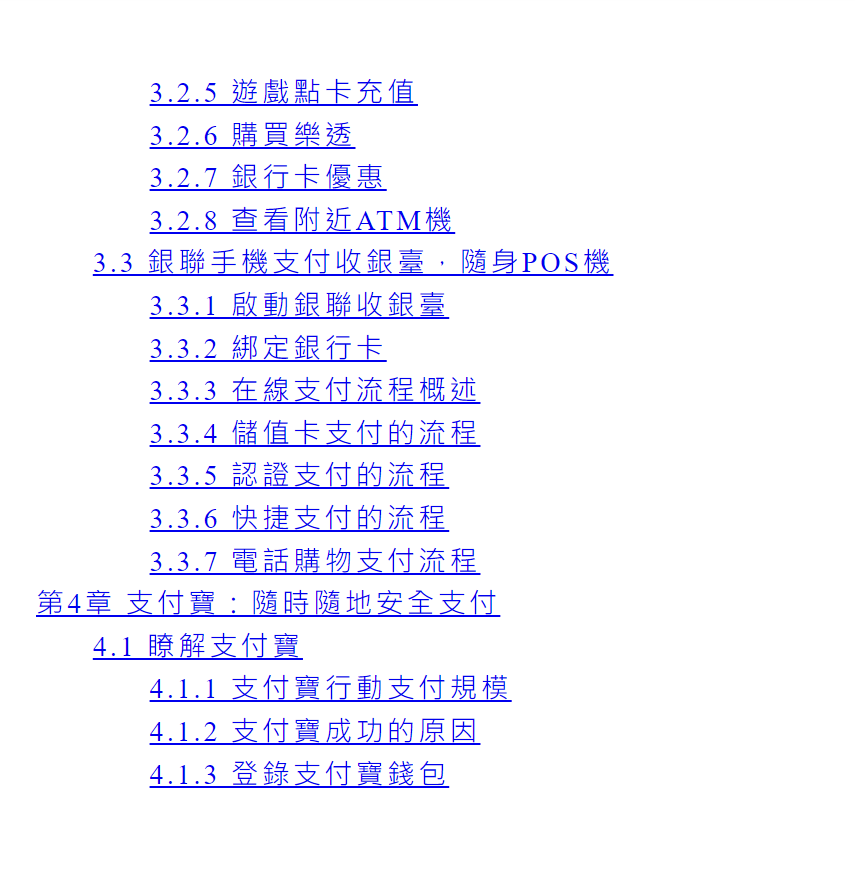 3.2.5 遊戲點卡充值
3.2.6 購買樂透
3.2.7 銀行卡優惠
3.2.8 查看附近ATM機
3.3 銀聯手機支付收銀臺，隨身POS機
3.3.1 啟動銀聯收銀臺
3.3.2 綁定銀行卡
3.3.3 在線支付流程概述
3.3.4 儲值卡支付的流程
3.3.5 認證支付的流程
3.3.6 快捷支付的流程
3.3.7 電話購物支付流程
第4章 支付寶：隨時隨地安全支付
4.1 瞭解支付寶
4.1.1 支付寶行動支付規模
4.1.2 支付寶成功的原因
4.1.3 登錄支付寶錢包